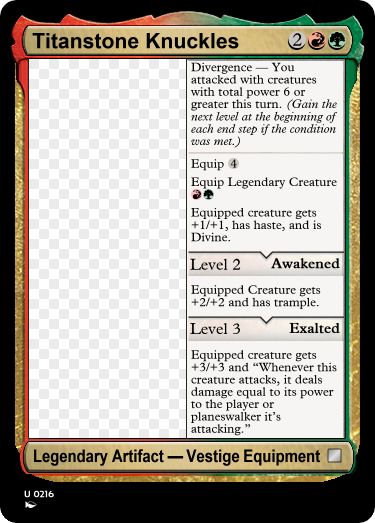 Titanstone Knuckles 2
Divergence — You
attacked with creatures
with total power 6 or
greater this turn. (Gain the
next level at the beginning of
each end step if the condition
was met.)
Equip 4
Equip Legendary Creature
Equipped creature gets
+1/+1, has haste, and is
Divine.
Level 2 Awakened
Equipped Creature gets
+2/+2 and has trample.
Level 3 Exalted
Equipped Creature gets
+3/+3 and “Whenever this
creature attacks, it deals
damage equal to its power
to the player or
planeswalker it’s
attacking.”
Legendary Artifact — Vestige Equipment
U 0216